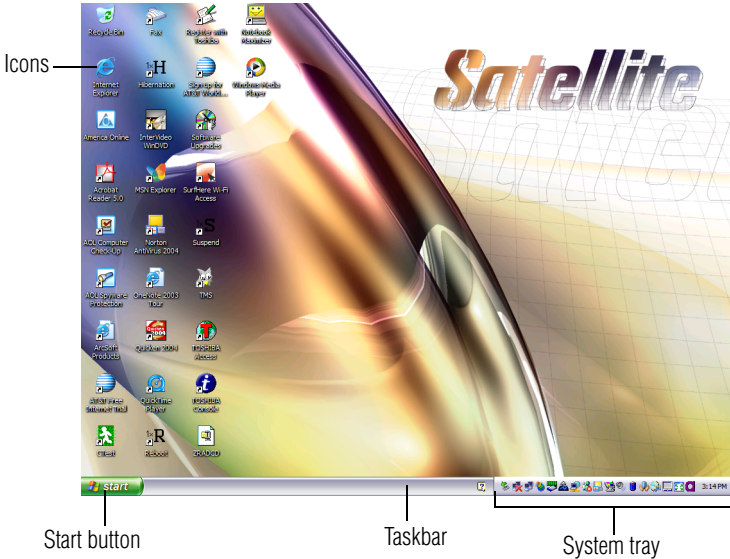 Recycle Bin
Fax
Register with Toshiba
Notebook Maximizer
Icons
Internet Explorer
Hibernation
Sign up for AT&T World...
Windows Media Player
Satellite
America Online
InterVideo WinDVD
Software Upgrades
Acrobat Reader 5.0
MSN Explorer
SurfHere Wi-Fi Access
AOL Computer Check-Up
Norton AntiVirus 2004
Suspend
AOL Spyware Protection
OneNote 2003 Tour
TMS
ArcSoft Products
Quicken 2004
TOSHIBA Access
AT&T Free Internet Trial
QuickTime Player
TOSHIBA Console
CTest
Reboot
ZRADCD
start
3:14 PM
Start button
Taskbar
System tray